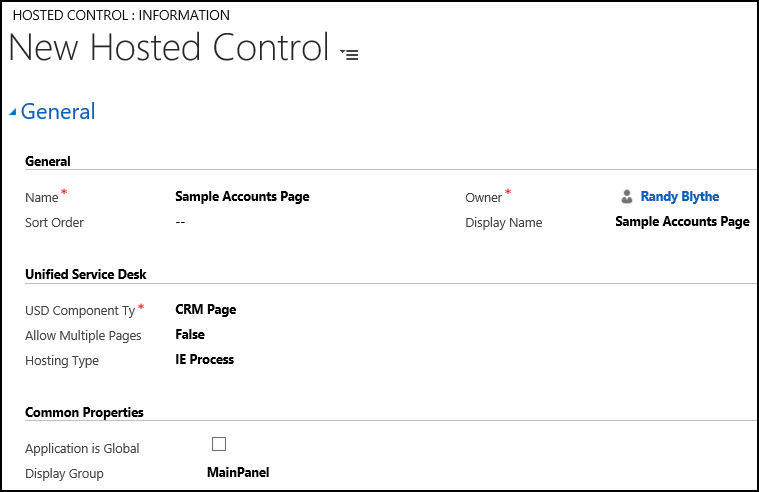 HOSTED CONTROL : INFORMATION
New Hosted Control
General
General
Name * Sample Accounts Page Owner * Randy Blythe
Sort Order -- Display Name Sample Accounts Page
Unified Service Desk
USD Component Ty * CRM Page
Allow Multiple Pages False
Hosting Type IE Process
Common Properties
Application is Global
Display Group MainPanel